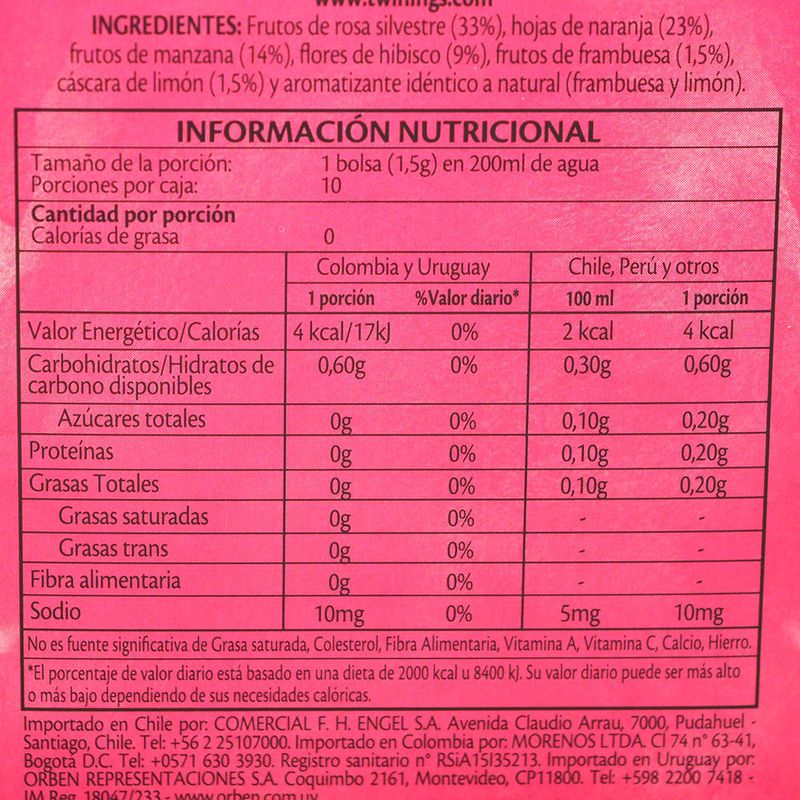 www.twinings.com
INGREDIENTES: Frutos de rosa silvestre (33%), hojas de naranja (23%),
frutos de manzana (14%), flores de hibisco (9%), frutos de frambuesa (1,5%),
cáscara de limón (1,5%) y aromatizante idéntico a natural (frambuesa y limón).
INFORMACIÓN NUTRICIONAL
Tamaño de la porción: 1 bolsa (1,5g) en 200ml de agua
Porciones por caja: 10
Cantidad por porción
Calorías de grasa 0
Colombia y Uruguay Chile, Perú y otros
1 porción %Valor diario* 100 ml 1 porción
Valor Energético/Calorías 4 kcal/17kJ 0% 2 kcal 4 kcal
Carbohidratos/Hidratos de 0,60g 0% 0,30g 0,60g
carbono disponibles
Azúcares totales 0g 0% 0,10g 0,20g
Proteínas 0g 0% 0,10g 0,20g
Grasas Totales 0g 0% 0,10g 0,20g
Grasas saturadas 0g 0% - -
Grasas trans 0g 0% - -
Fibra alimentaria 0g 0% - -
Sodio 10mg 0% 5mg 10mg
No es fuente significativa de Grasa saturada, Colesterol, Fibra Alimentaria, Vitamina A, Vitamina C, Calcio, Hierro.
*El porcentaje de valor diario está basado en una dieta de 2000 kcal u 8400 kJ. Su valor diario puede ser más alto
o más bajo dependiendo de sus necesidades calóricas.
Importado en Chile por: COMERCIAL F. H. ENGEL S.A. Avenida Claudio Arrau, 7000, Pudahuel -
Santiago, Chile. Tel: +56 2 25107000. Importado en Colombia por: MORENOS LTDA. Cl 74 n° 63-41,
Bogotá D.C. Tel: +0571 630 3930. Registro sanitario n° RSiA15I35213. Importado en Uruguay por:
ORBEN REPRESENTACIONES S.A. Coquimbo 2161, Montevideo, CP11800. Tel: +598 2200 7418 -
IM Reg. 18047/233 - www.orben.com.uy